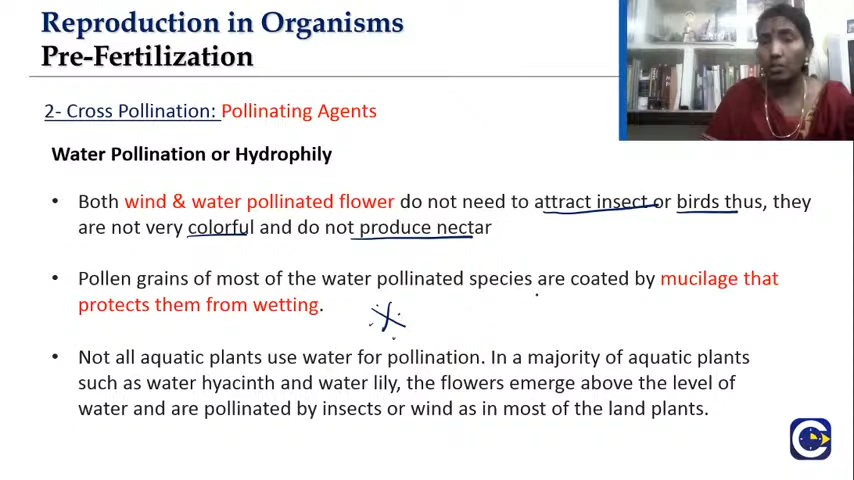 Reproduction in Organisms
Pre-Fertilization
2- Cross Pollination: Pollinating Agents
Water Pollination or Hydrophily
• Both wind & water pollinated flower do not need to attract insect or birds thus, they
are not very colorful and do not produce nectar
• Pollen grains of most of the water pollinated species are coated by mucilage that
protects them from wetting.
• Not all aquatic plants use water for pollination. In a majority of aquatic plants
such as water hyacinth and water lily, the flowers emerge above the level of
water and are pollinated by insects or wind as in most of the land plants.